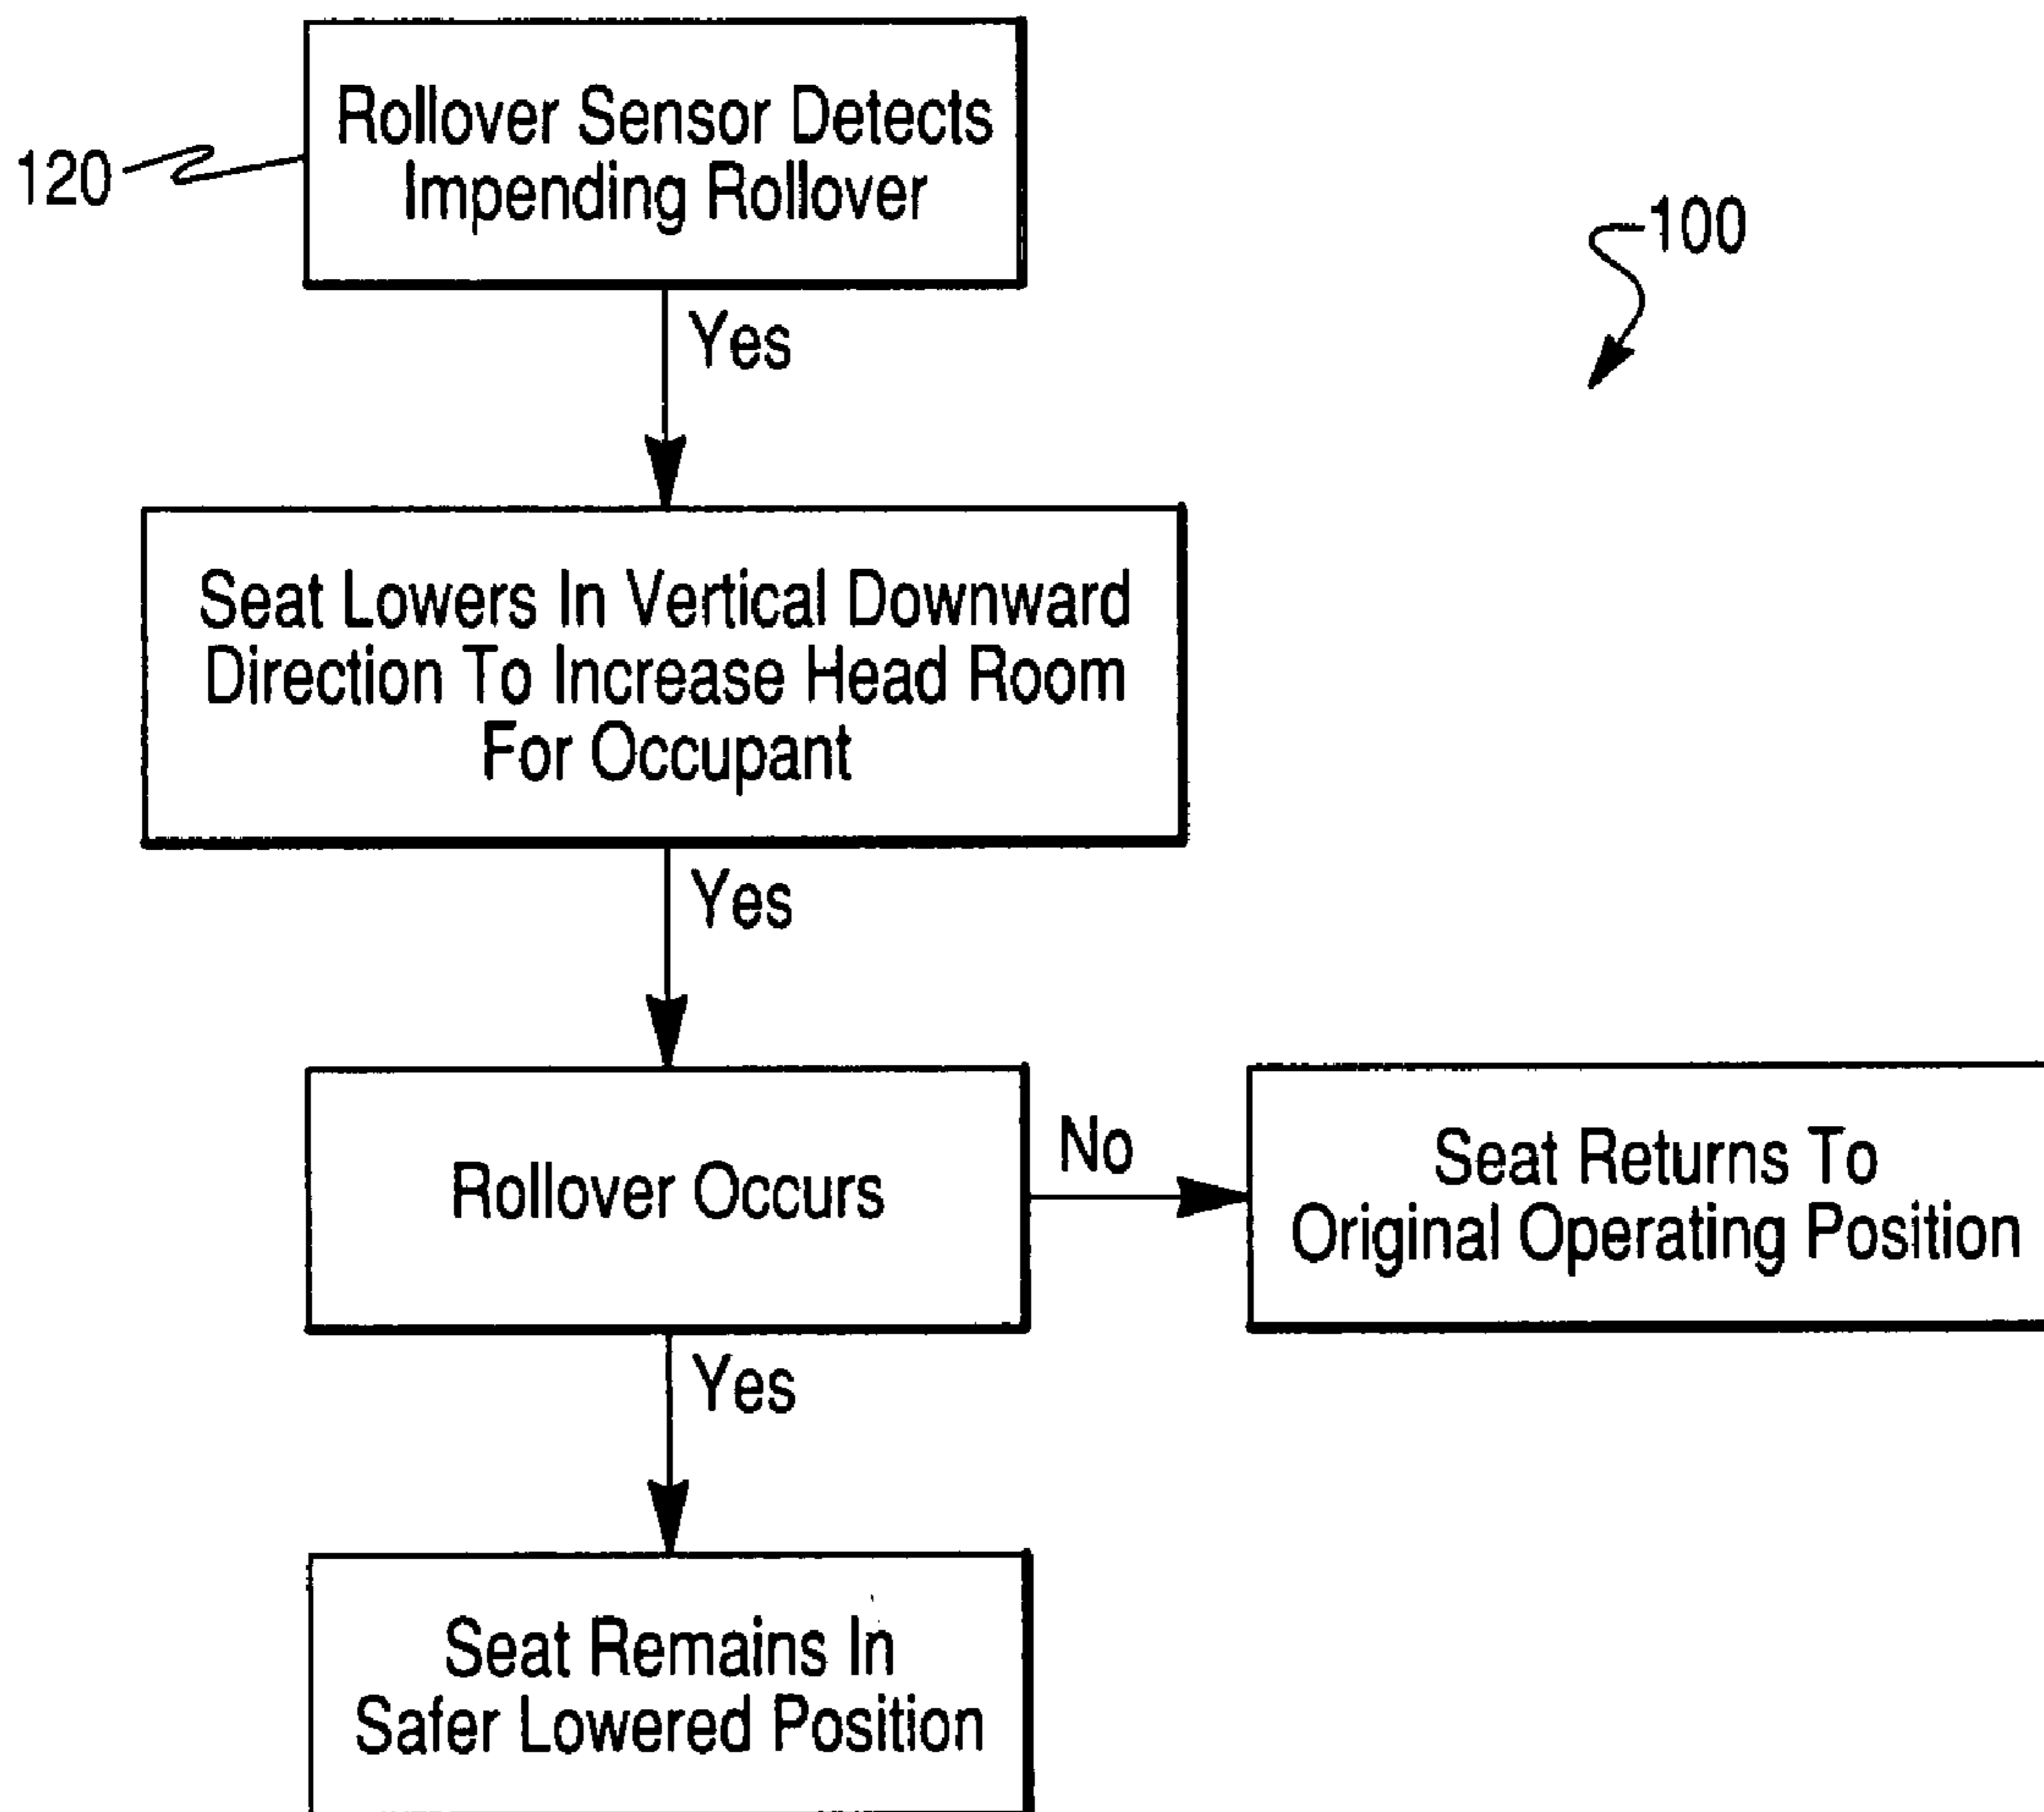 Rollover Sensor Detects
Impending Rollover
120
100
Yes
Seat Lowers In Vertical Downward
Direction To Increase Head Room
For Occupant
Yes
Rollover Occurs
No
Seat Returns To
Original Operating Position
Yes
Seat Remains In
Safer Lowered Position